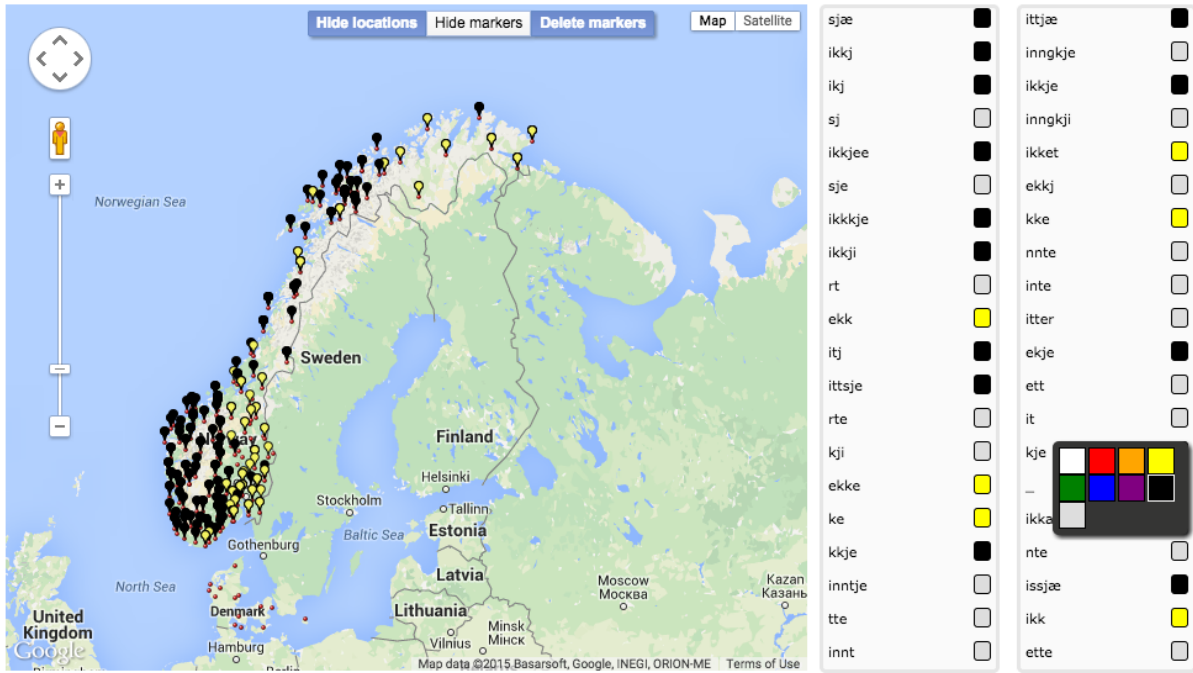 Hide locations Hide markers Delete markers
Map Satellite
Norwegian Sea
Sweden
Finland
Helsinki
Stockholm
Tallinn
Baltic Sea
Estonia
Gothenburg
North Sea
Latvia
Moscow
Москва
Kazan
Казань
Denmark
Lithuania
United
Kingdom
Vilnius
Minsk
Мінск
Hamburg
Google
Map data ©2015 Basarsoft, Google, INEGI, ORION-ME Terms of Use
sjæ
ikkj
ikj
sj
ikkjee
sje
ikkkje
ikkji
rt
ekk
itj
ittsje
rte
kji
ekke
ke
kkje
inntje
tte
innt
ittjæ
inngkje
ikkje
inngkji
ikket
ekkj
kke
nnte
inte
itter
ekje
ett
it
kje
_
ikka
nte
issjæ
ikk
ette